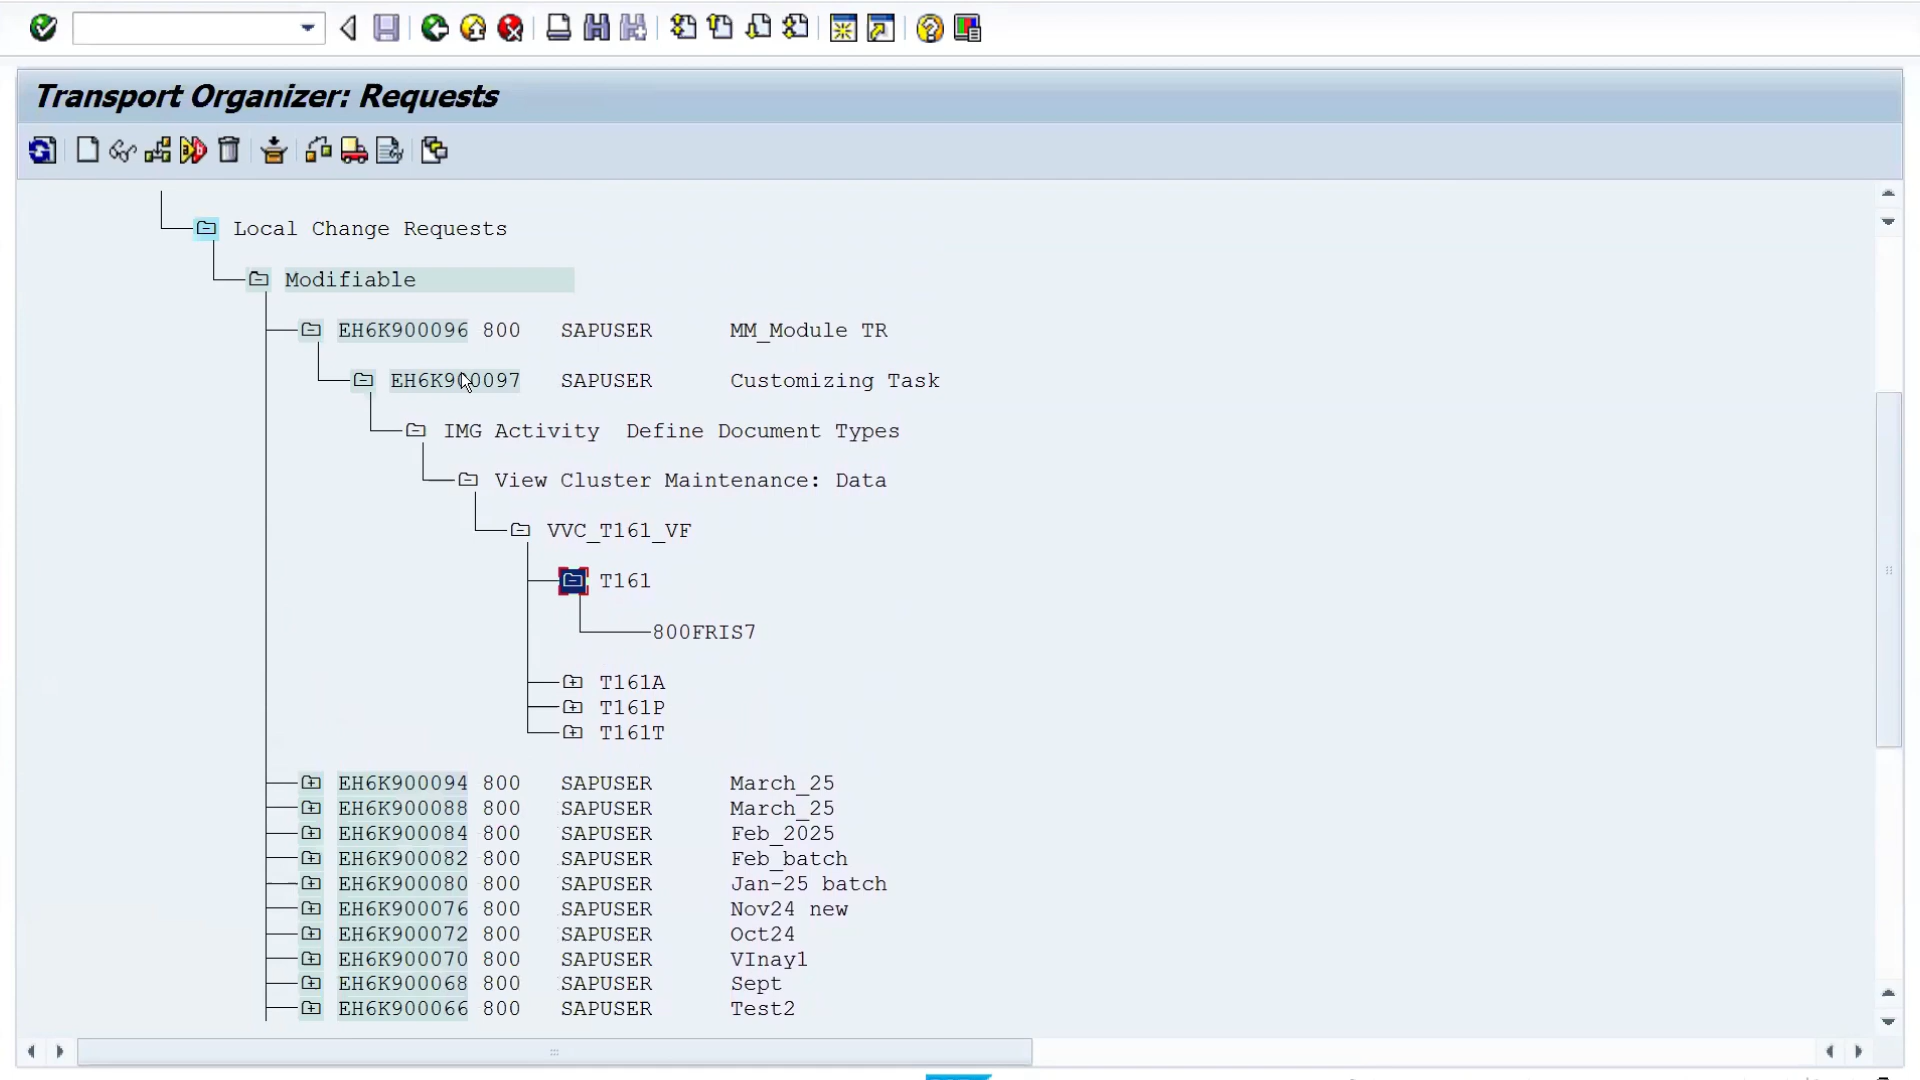 Transport Organizer: Requests
Local Change Requests
Modifiable
EH6K900096 800 SAPUSER MM_Module TR
EH6K900097 SAPUSER Customizing Task
IMG Activity Define Document Types
View Cluster Maintenance: Data
VVC_T161_VF
T161
800FRIS7
T161A
T161P
T161T
EH6K900094 800 SAPUSER March_25
EH6K900088 800 SAPUSER March_25
EH6K900084 800 SAPUSER Feb_2025
EH6K900082 800 SAPUSER Feb_batch
EH6K900080 800 SAPUSER Jan-25 batch
EH6K900076 800 SAPUSER Nov24 new
EH6K900072 800 SAPUSER Oct24
EH6K900070 800 SAPUSER VInay1
EH6K900068 800 SAPUSER Sept
EH6K900066 800 SAPUSER Test2